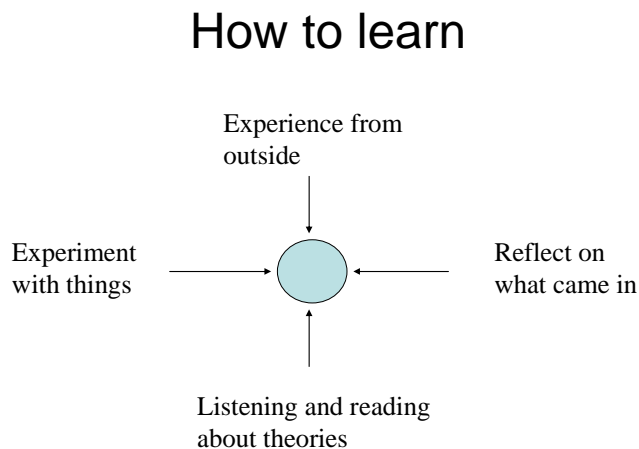 How to learn
Experience from
outside
Experiment
with things
Reflect on
what came in
Listening and reading
about theories